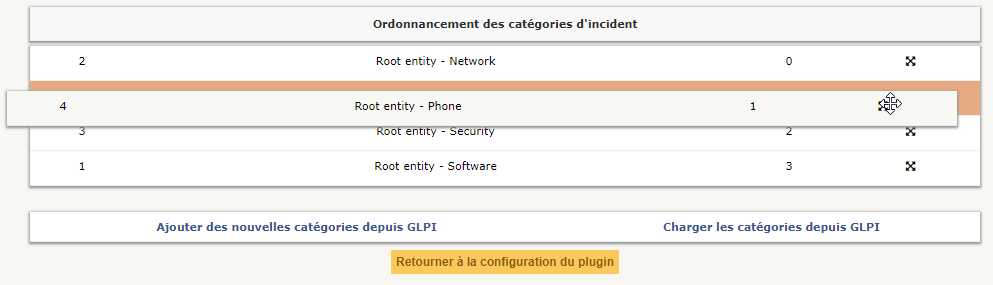 Ordonnancement des catégories d'incident
2 Root entity - Network 0
4 Root entity - Phone 1
3 Root entity - Security 2
1 Root entity - Software 3
Ajouter des nouvelles catégories depuis GLPI Charger les catégories depuis GLPI
Retourner à la configuration du plugin